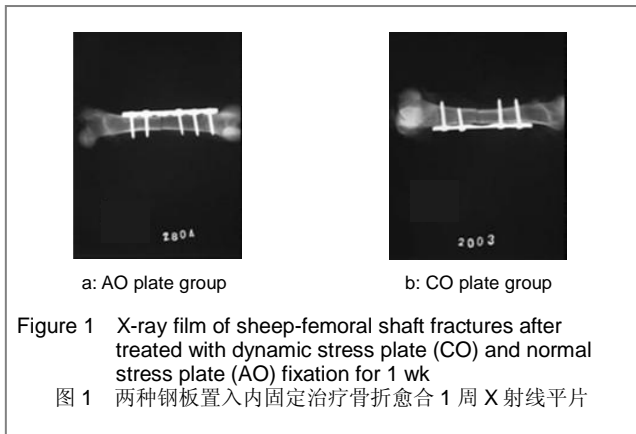 2804
2003
a: AO plate group
b: CO plate group
Figure 1 X-ray film of sheep-femoral shaft fractures after
treated with dynamic stress plate (CO) and normal
stress plate (AO) fixation for 1 wk
图 1 两种钢板置入内固定治疗骨折愈合 1 周 X 射线平片